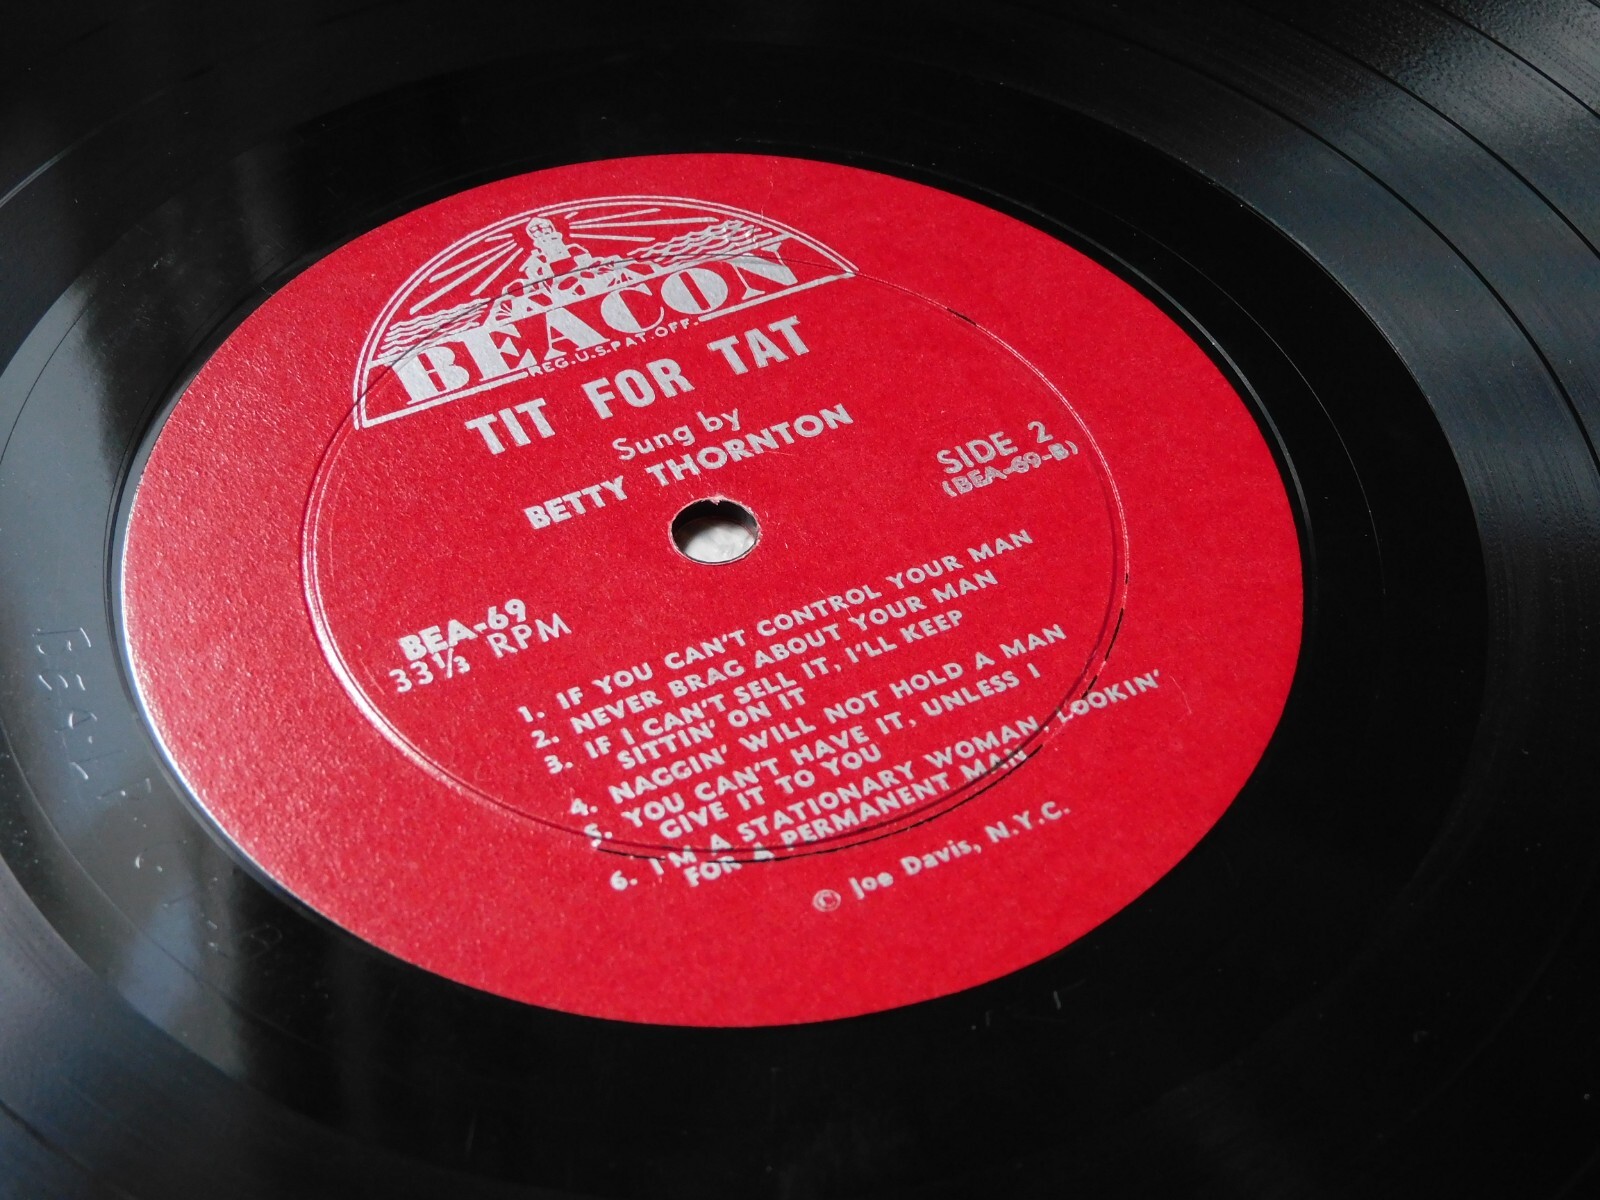 BEACON
REG.U.S.PAT.OFF.
TIT FOR TAT
Sung by
BETTY THORNTON
SIDE 2
(BEA-69-B)
BEA-69
33⅓ RPM
1. IF YOU CAN'T CONTROL YOUR MAN
2. NEVER BRAG ABOUT YOUR MAN
3. IF I CAN'T SELL IT, I'LL KEEP
SITTIN' ON IT
4. NAGGIN' WILL NOT HOLD A MAN
5. YOU CAN'T HAVE IT, UNLESS I
GIVE IT TO YOU
6. I'M A STATIONARY WOMAN, LOOKIN'
FOR A PERMANENT MAN
© Joe Davis, N.Y.C.